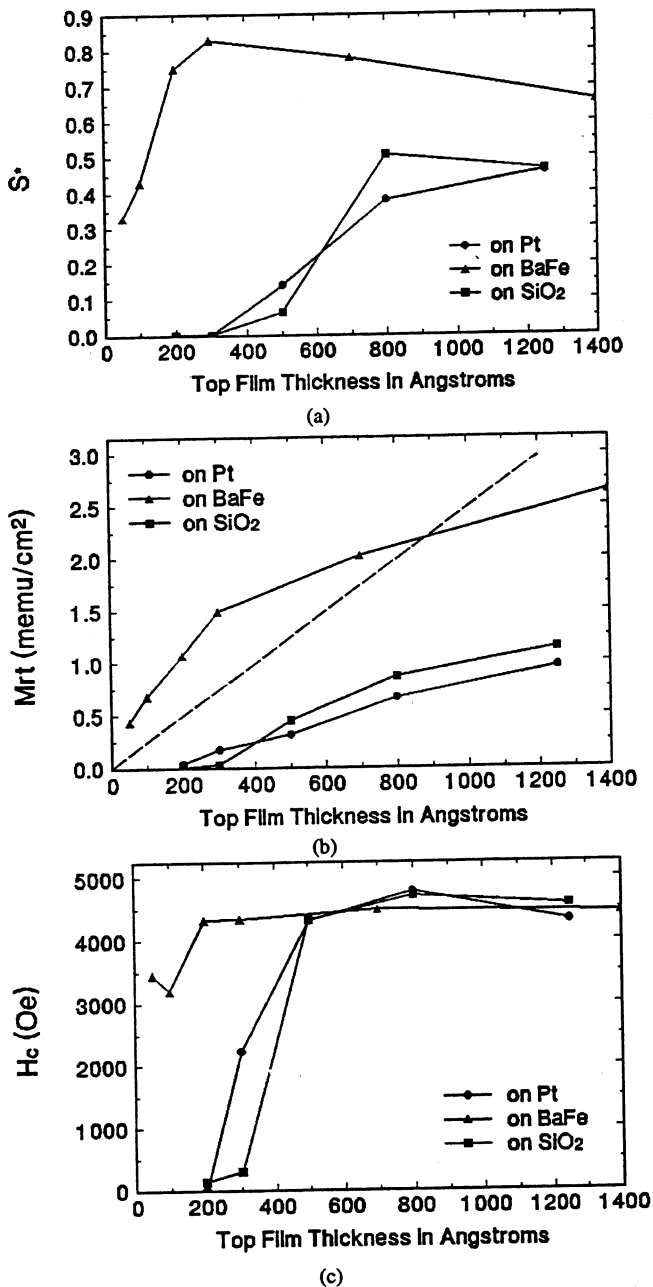 0.9
0.8
0.7
0.6
0.5
0.4
0.3
0.2
0.1
0.0
S*
on Pt
on BaFe
on SiO2
200 400 600 800 1000 1200 1400
Top Film Thickness in Angstroms
(a)
3.0
2.5
2.0
1.5
1.0
0.5
0.0
Mrt (memu/cm2)
on Pt
on BaFe
on SiO2
0 200 400 600 800 1000 1200 1400
Top Film Thickness in Angstroms
(b)
5000
4000
3000
2000
1000
0
Hc (Oe)
on Pt
on BaFe
on SiO2
0 200 400 600 800 1000 1200 1400
Top Film Thickness in Angstroms
(c)